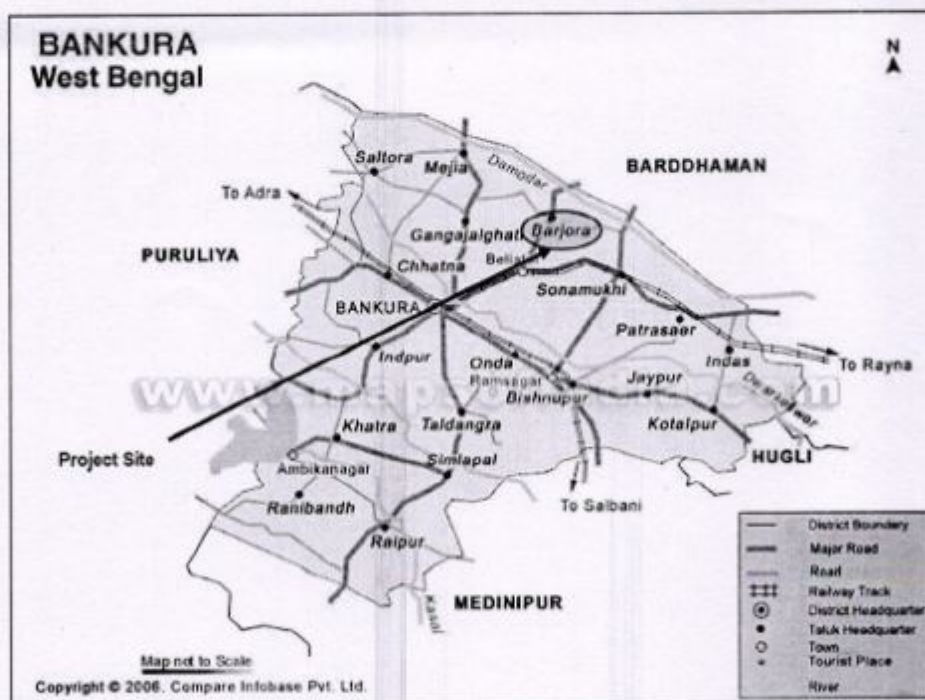 BANKURA
West Bengal
N
Saltora
Mejia
Damodar
BARDDHAMAN
To Adra
Gangajalghati
Barjora
PURULIYA
Chhatna
Sonamukhi
BANKURA
Patrasaer
Indpur
Onda
Ramsagar
Indas
To Rayna
Bishnupur
Jaypur
Khatra
Taldangra
Kotalpur
Project Site
Ambikanagar
Simlapal
HUGLI
Ranibandh
To Salbani
Raipur
MEDINIPUR
Kasai
District Boundary
Major Road
Road
Railway Track
District Headquarter
Taluk Headquarter
Town
Tourist Place
River
Map not to Scale
Copyright © 2006. Compare Infobase Pvt. Ltd.